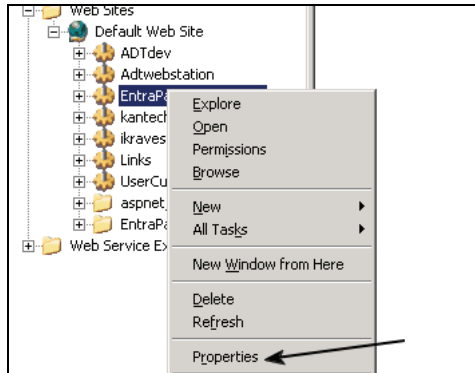 Web Sites
Default Web Site
ADTdev
Adtwebstation
EntraPa
kantech
ikraves
Links
UserCu
aspnet_
EntraPa
Web Service Ex
Explore
Open
Permissions
Browse
New
All Tasks
New Window from Here
Delete
Refresh
Properties